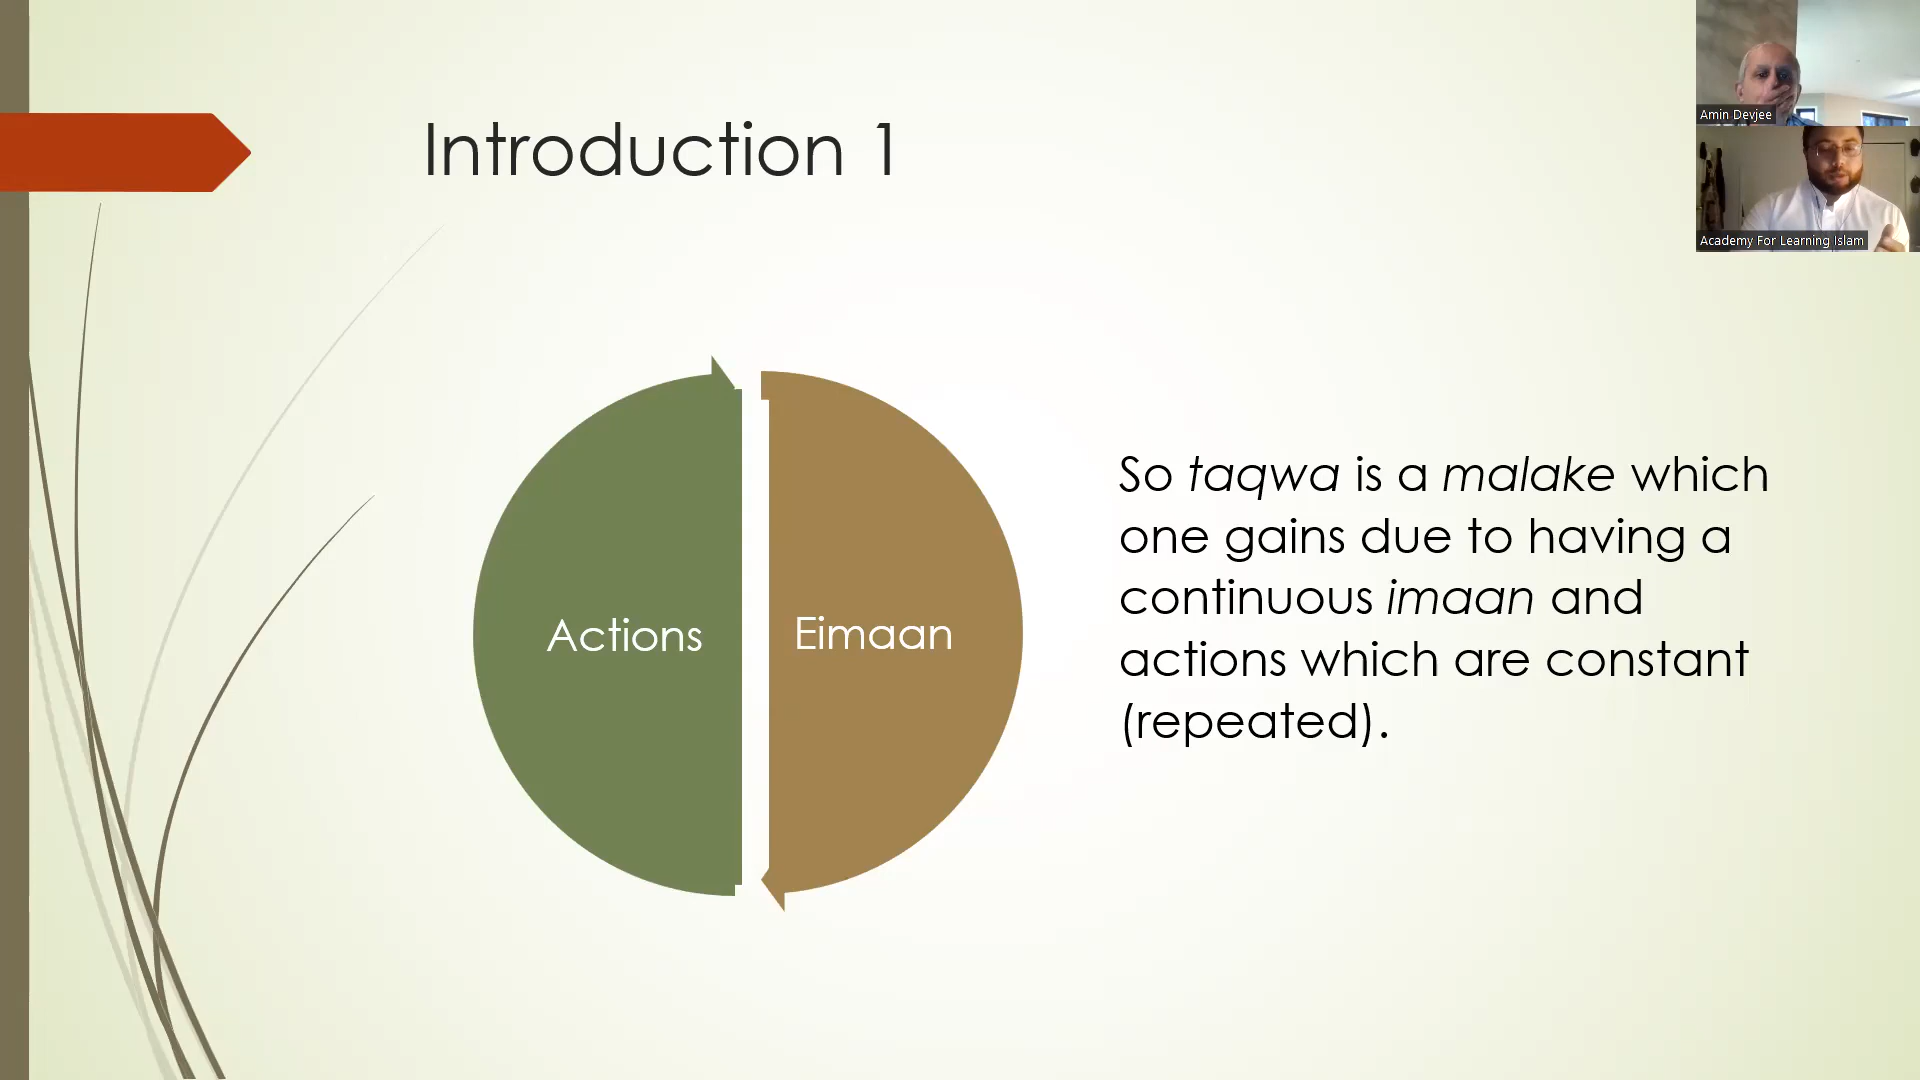 Introduction 1
Amin Devjee
Academy For Learning Islam
Actions
Eimaan
So taqwa is a malake which
one gains due to having a
continuous imaan and
actions which are constant
(repeated).